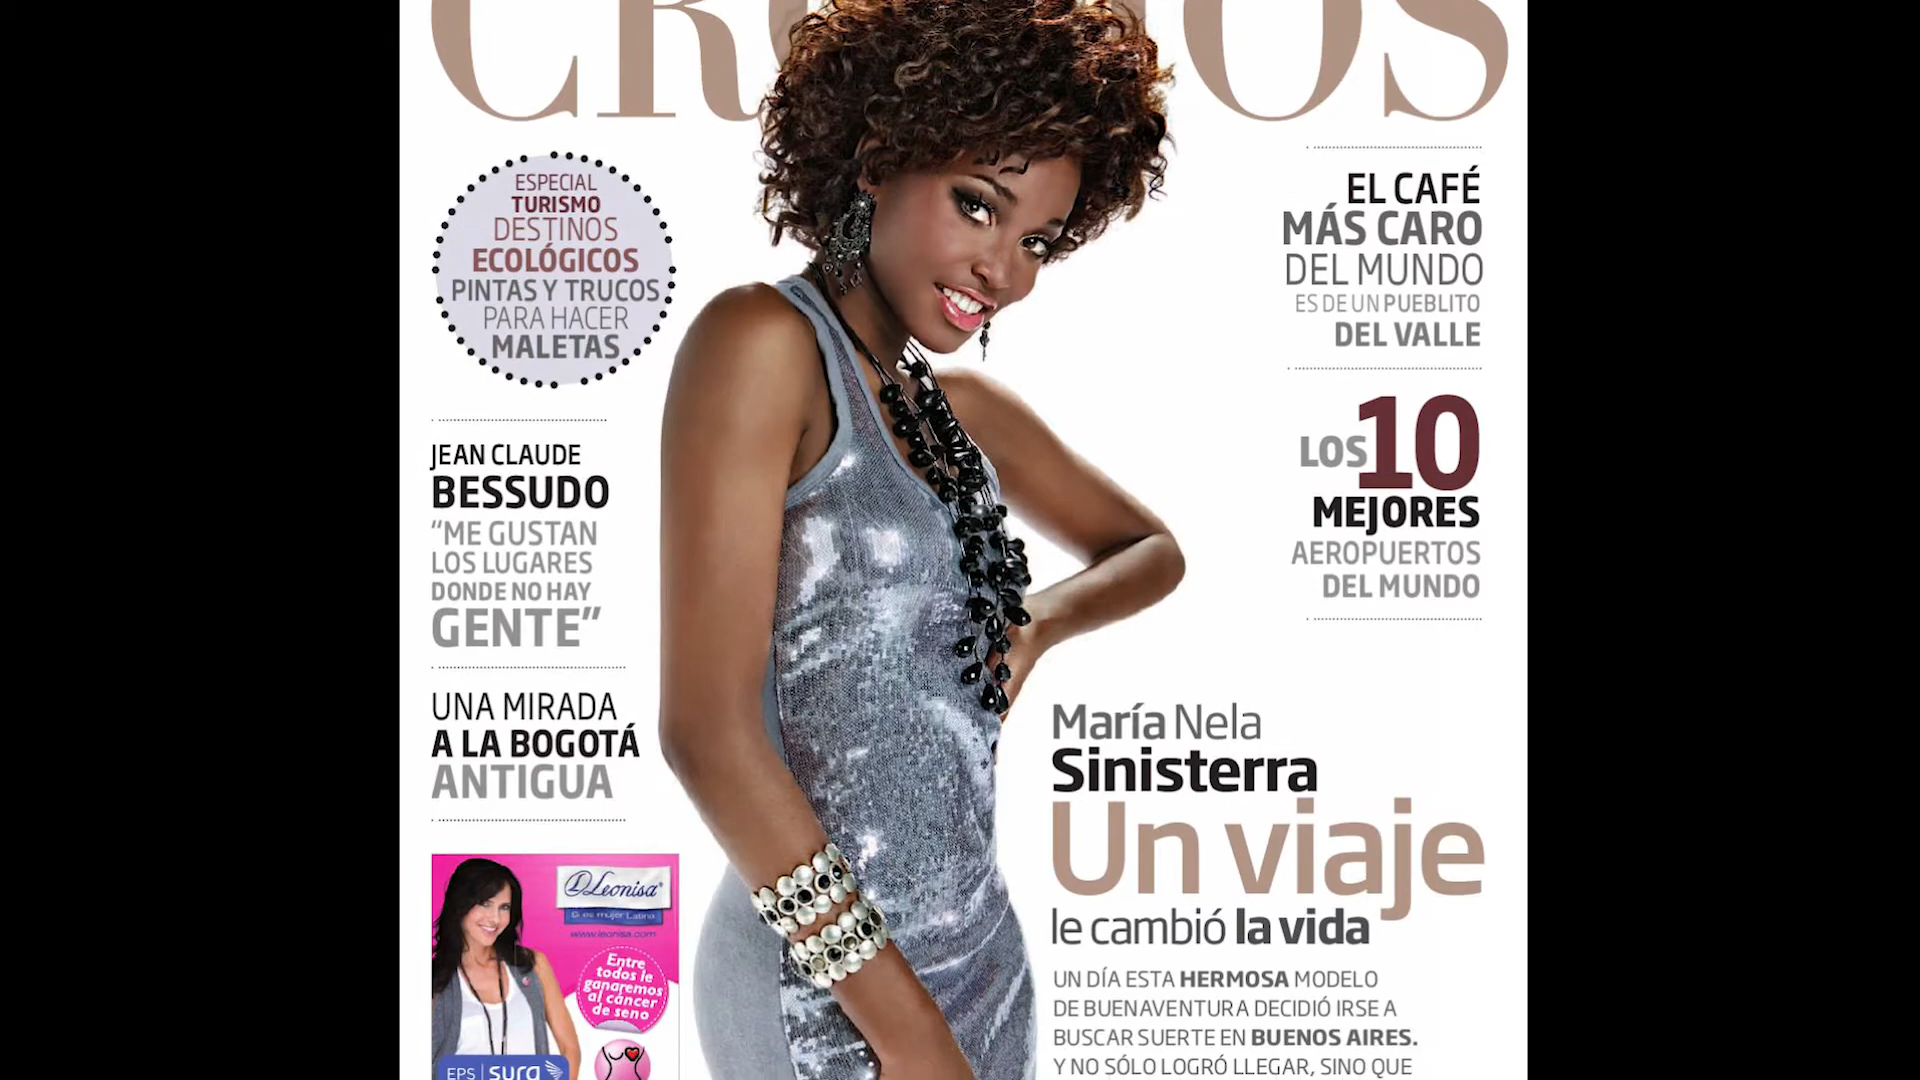 ESPECIAL
TURISMO
DESTINOS
ECOLÓGICOS
PINTAS Y TRUCOS
PARA HACER
MALETAS
JEAN CLAUDE
BESSUDO
“ME GUSTAN
LOS LUGARES
DONDE NO HAY
GENTE”
UNA MIRADA
A LA BOGOTÁ
ANTIGUA
Leonisa®
Si es mujer Latina
www.leonisa.com
Entre
todos le
ganaremos
al cáncer
de seno
EPS sura
EL CAFÉ
MÁS CARO
DEL MUNDO
ES DE UN PUEBLITO
DEL VALLE
LOS 10
MEJORES
AEROPUERTOS
DEL MUNDO
María Nela
Sinisterra
Un viaje
le cambió la vida
UN DÍA ESTA HERMOSA MODELO
DE BUENAVENTURA DECIDIÓ IRSE A
BUSCAR SUERTE EN BUENOS AIRES.
Y NO SÓLO LOGRÓ LLEGAR, SINO QUE